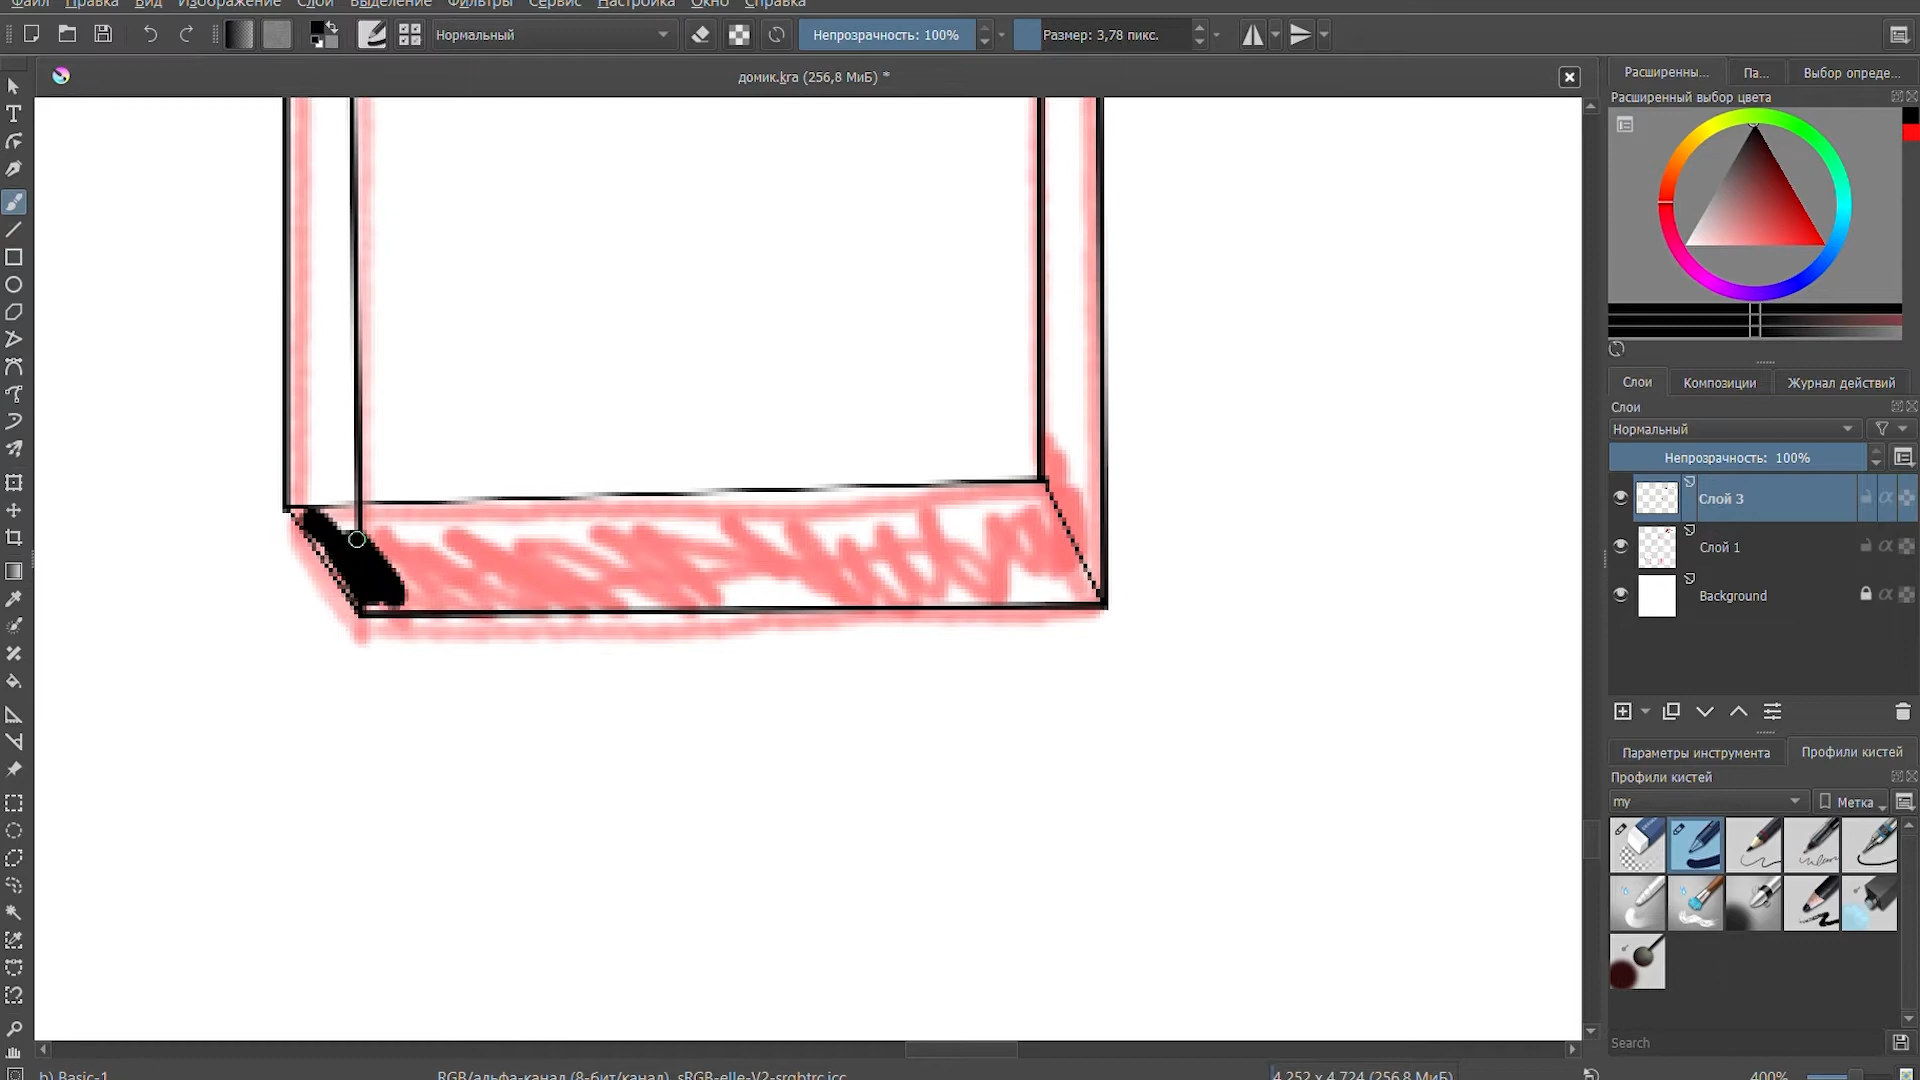 Файл Правка Вид Изображение Слои Выделение Фильтры Сервис Настройка Окно Справка
Нормальный Непрозрачность: 100% Размер: 3,78 пикс.
домик.kra (256,8 МиБ) *
Расширенны... Па... Выбор опреде...
Расширенный выбор цвета
Слои Композиции Журнал действий
Слои
Нормальный
Непрозрачность: 100%
Слой 3
Слой 1
Background
Параметры инструмента Профили кистей
Профили кистей
my Метка
Search
b) Basic-1 RGB/альфа-канал (8-бит/канал), sRGB-elle-V2-srgbtrc.icc 4 252 x 4 724 (256,8 МиБ) 400%